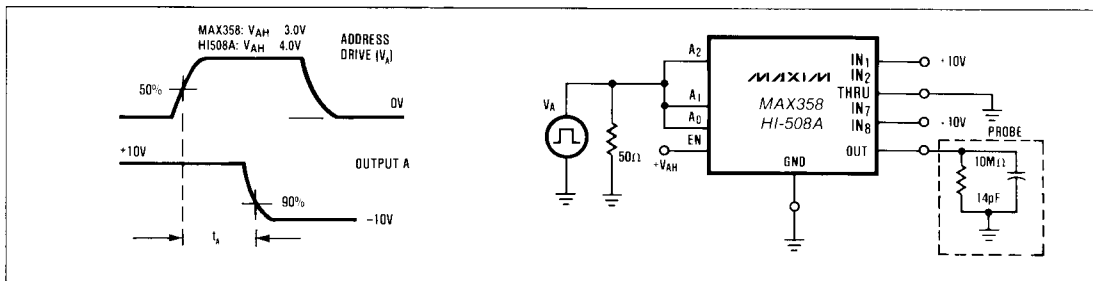 MAX358: VAH 3.0V
HI508A: VAH 4.0V
ADDRESS
DRIVE (VA)
50%
0V
+10V
OUTPUT A
90%
-10V
tA
VA
50Ω
A2
A1
A0
EN
+VAH
MAXIM
MAX358
HI-508A
GND
IN1
IN2
THRU
IN7
IN8
OUT
+10V
-10V
PROBE
10MΩ
14pF